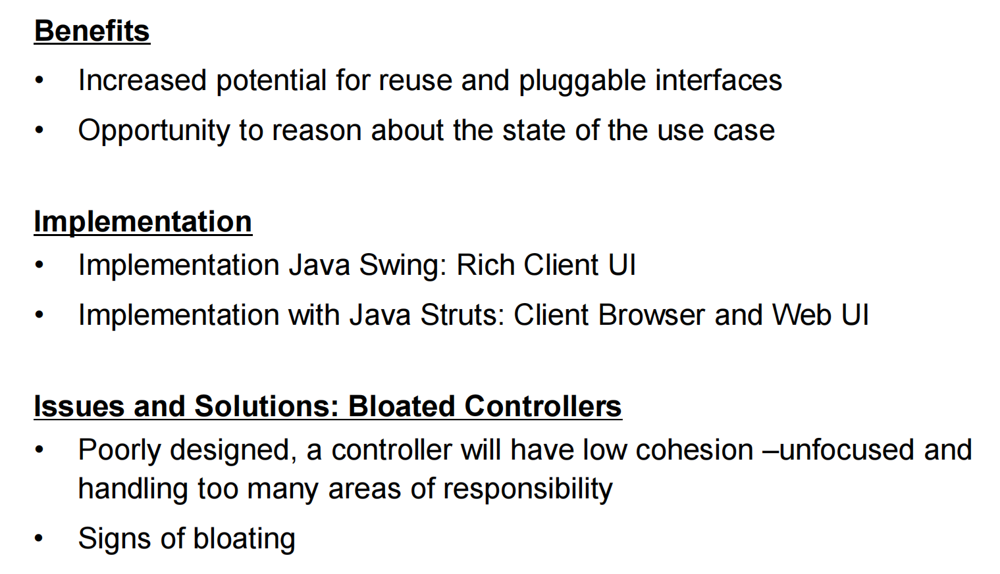 Benefits
• Increased potential for reuse and pluggable interfaces
• Opportunity to reason about the state of the use case
Implementation
• Implementation Java Swing: Rich Client UI
• Implementation with Java Struts: Client Browser and Web UI
Issues and Solutions: Bloated Controllers
• Poorly designed, a controller will have low cohesion –unfocused and
handling too many areas of responsibility
• Signs of bloating